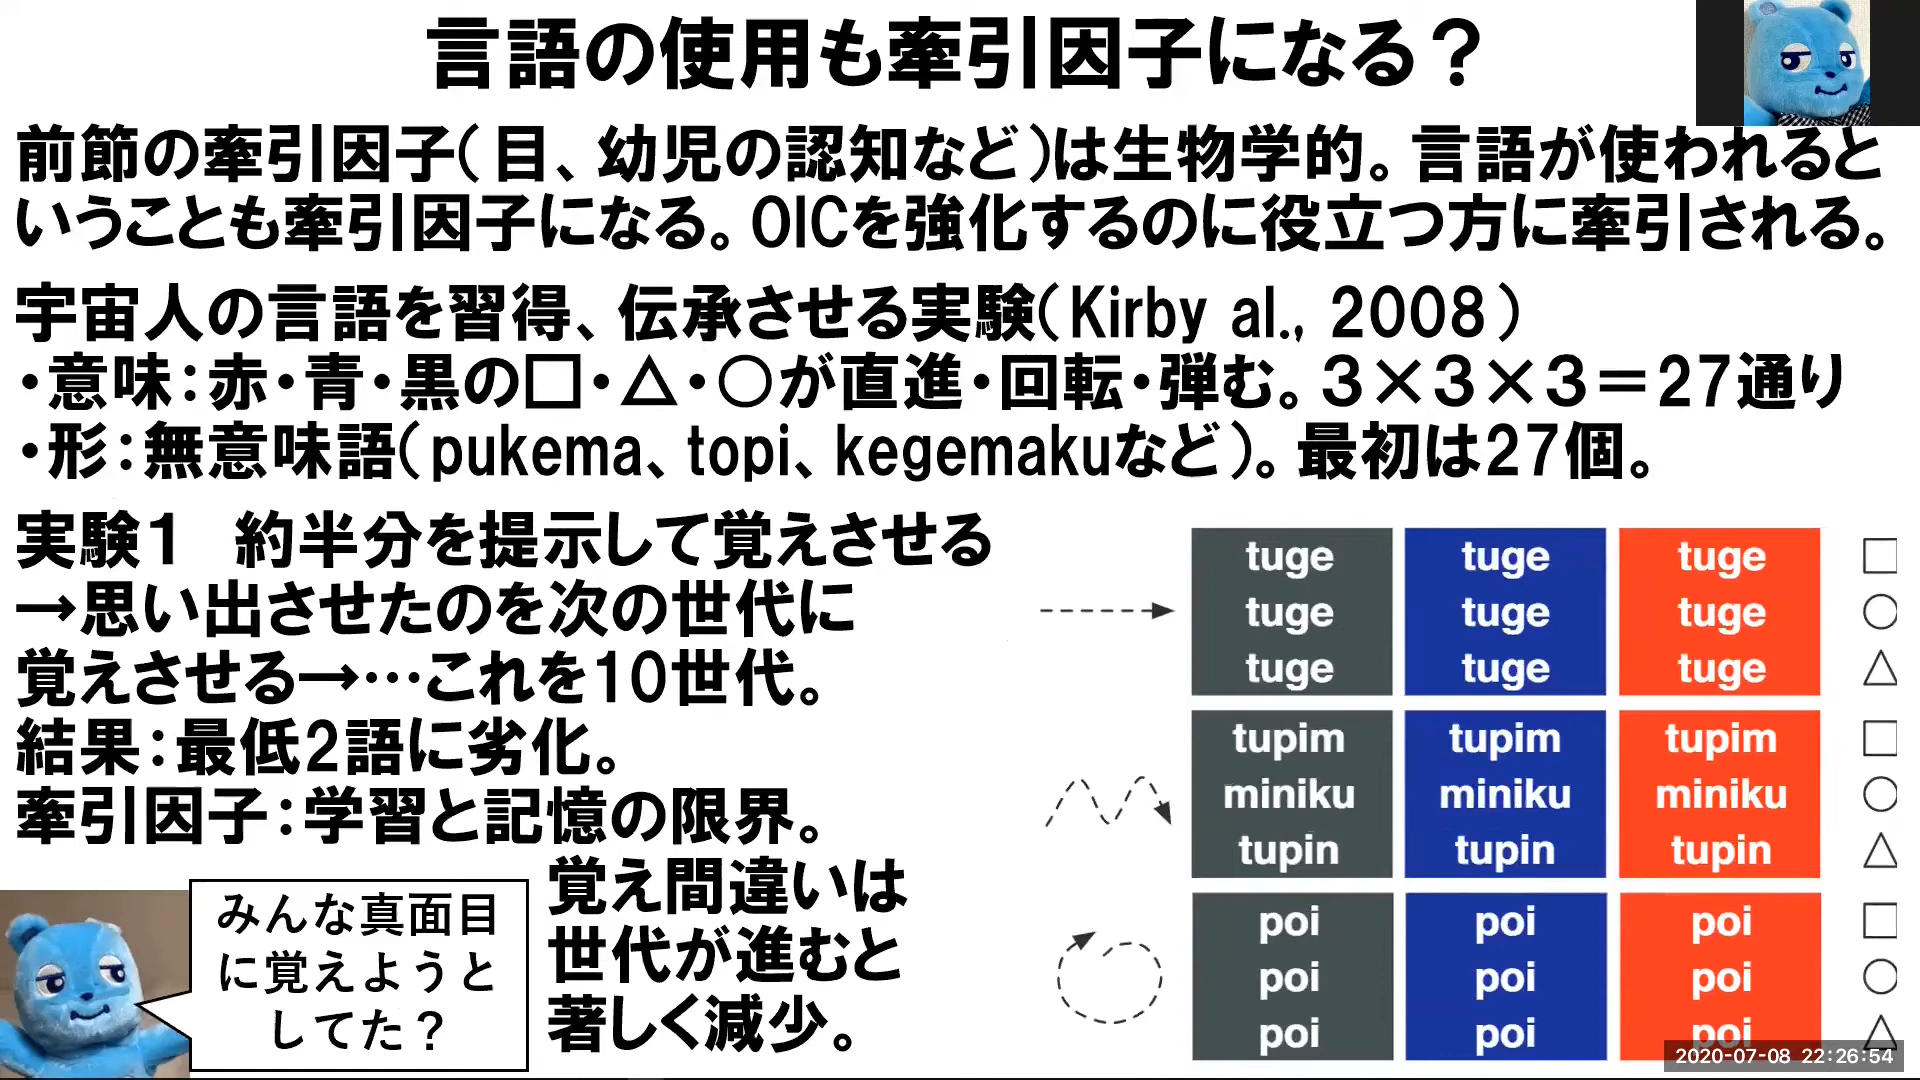 言語の使用も牽引因子になる？
前節の牽引因子（目、幼児の認知など）は生物学的。言語が使われると
いうことも牽引因子になる。OICを強化するのに役立つ方に牽引される。
宇宙人の言語を習得、伝承させる実験（Kirby al., 2008）
・意味：赤・青・黒の□・△・○が直進・回転・弾む。３×３×３＝27通り
・形：無意味語（pukema、topi、kegemakuなど）。最初は27個。
実験１　約半分を提示して覚えさせる
→思い出させたのを次の世代に
覚えさせる→…これを10世代。
結果：最低2語に劣化。
牽引因子：学習と記憶の限界。
覚え間違いは
世代が進むと
著しく減少。
みんな真面目
に覚えようと
してた？
tuge tuge tuge
tuge tuge tuge
tuge tuge tuge
tupim tupim tupim
miniku miniku miniku
tupin tupin tupin
poi poi poi
poi poi poi
poi poi poi
2020-07-08 22:26:54